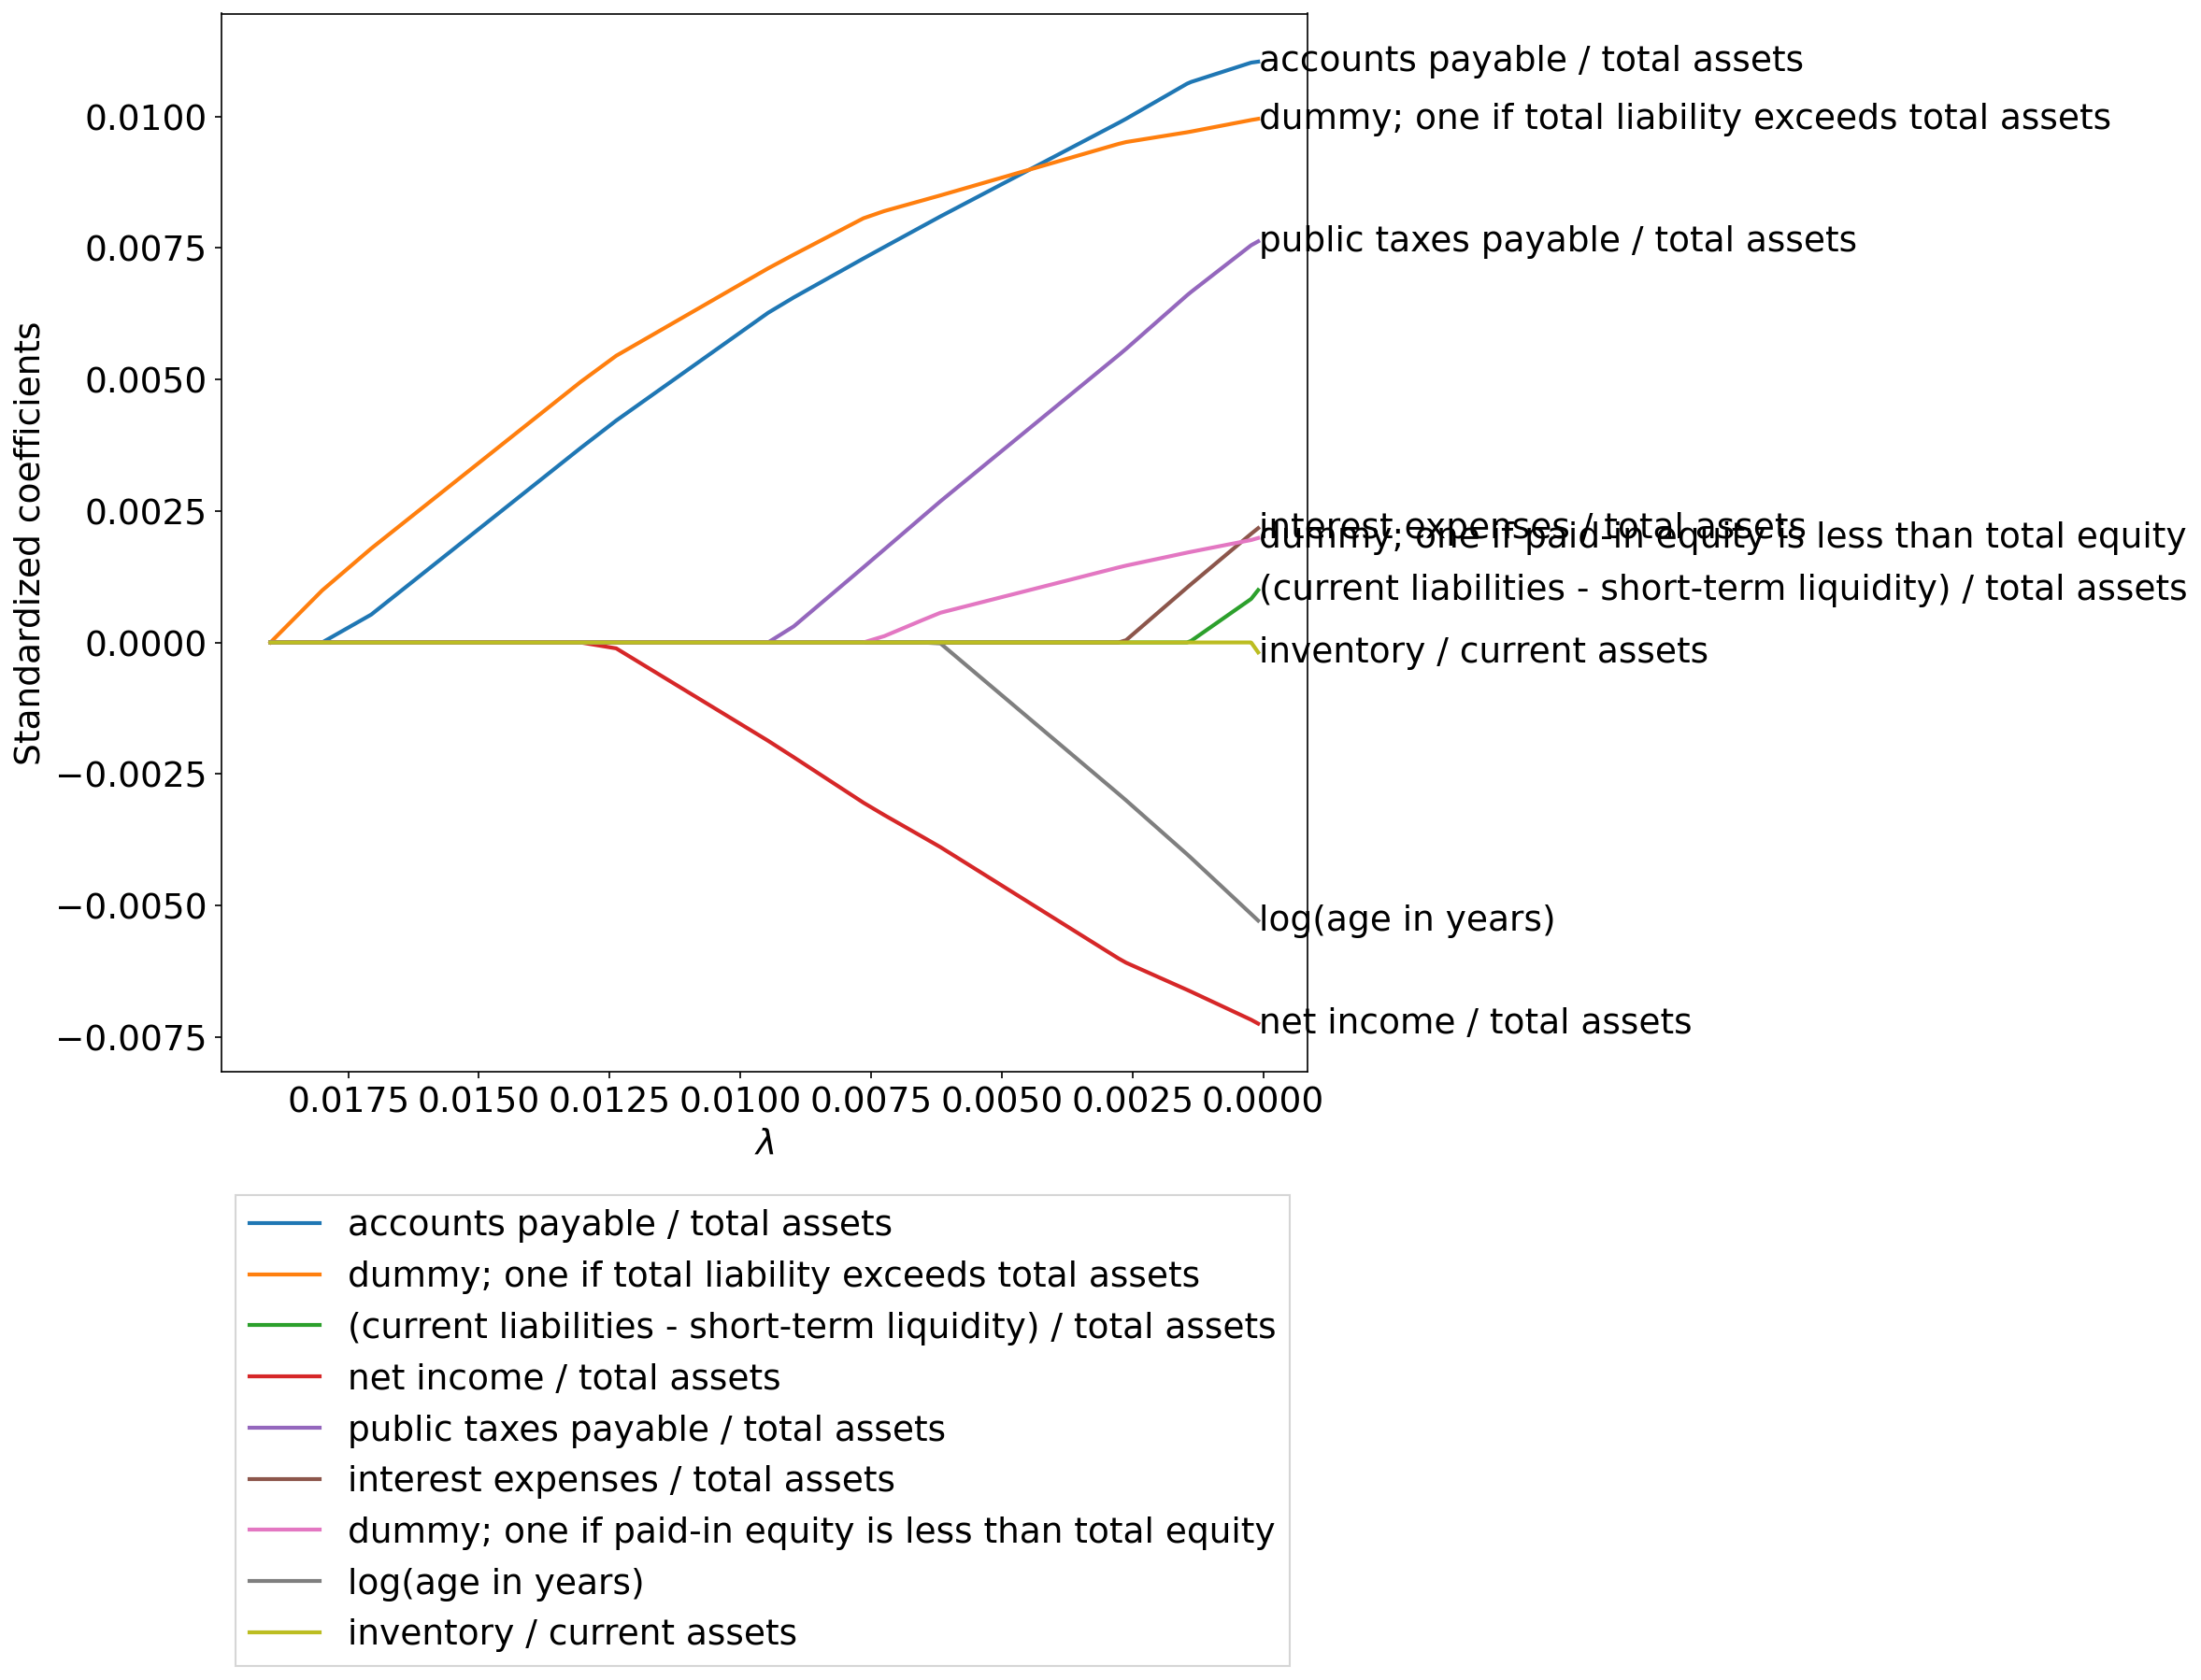 accounts payable / total assets
dummy; one if total liability exceeds total assets
public taxes payable / total assets
interest expenses / total assets
dummy; one if paid-in equity is less than total equity
(current liabilities - short-term liquidity) / total assets
inventory / current assets
log(age in years)
net income / total assets
0.0100
0.0075
0.0050
0.0025
0.0000
−0.0025
−0.0050
−0.0075
Standardized coefficients
0.0175 0.0150 0.0125 0.0100 0.0075 0.0050 0.0025 0.0000
λ
accounts payable / total assets
dummy; one if total liability exceeds total assets
(current liabilities - short-term liquidity) / total assets
net income / total assets
public taxes payable / total assets
interest expenses / total assets
dummy; one if paid-in equity is less than total equity
log(age in years)
inventory / current assets